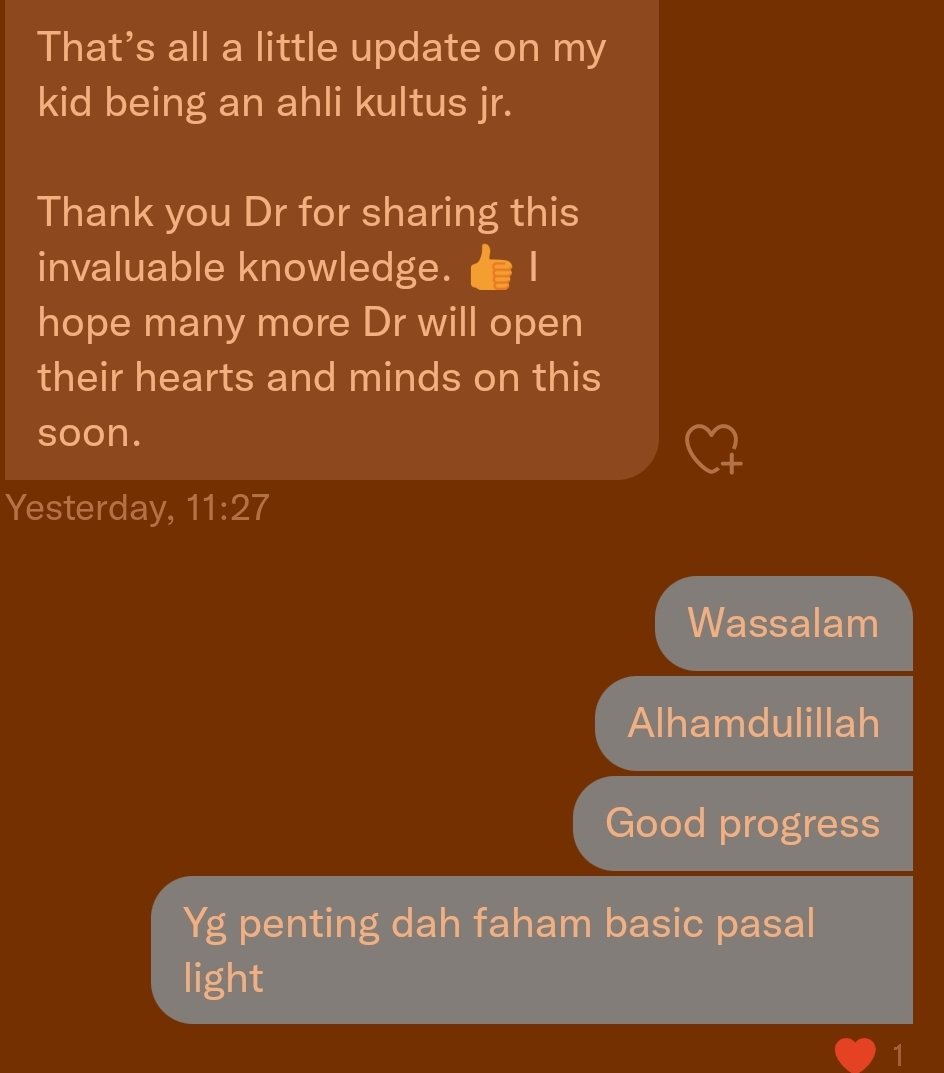 That’s all a little update on my
kid being an ahli kultus jr.
Thank you Dr for sharing this
invaluable knowledge. 👍 I
hope many more Dr will open
their hearts and minds on this
soon.
Yesterday, 11:27
Wassalam
Alhamdulillah
Good progress
Yg penting dah faham basic pasal
light
1